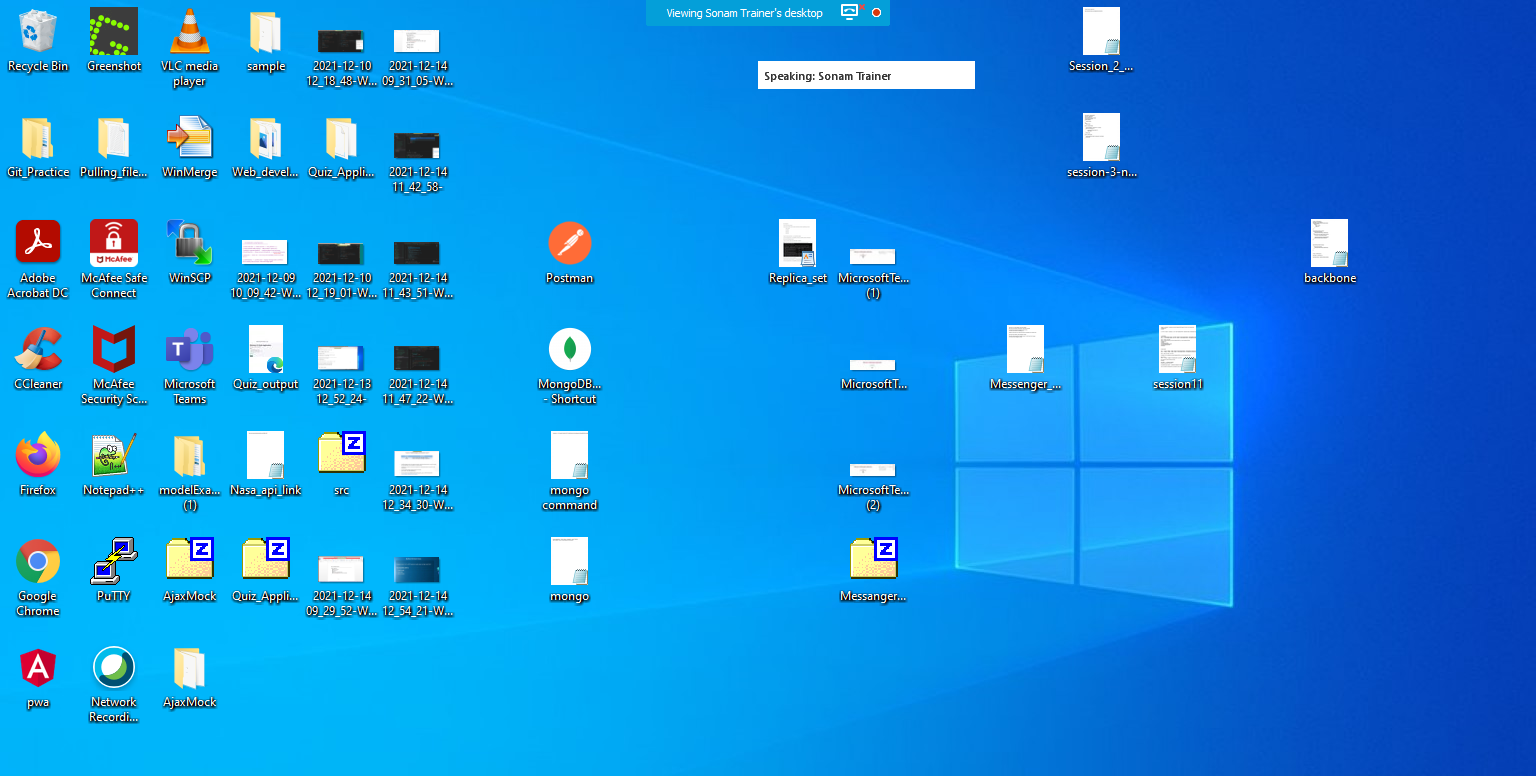 Viewing Sonam Trainer's desktop
Speaking: Sonam Trainer
Recycle Bin
Greenshot
VLC media
player
sample
2021-12-10
12_18_48-W...
2021-12-14
09_31_05-W...
Session_2_...
Git_Practice
Pulling_file...
WinMerge
Web_devel...
Quiz_Appli...
2021-12-14
11_42_58-
session-3-n...
Adobe
Acrobat DC
McAfee Safe
Connect
WinSCP
2021-12-09
10_09_42-W...
2021-12-10
12_19_01-W...
2021-12-14
11_43_51-W...
Postman
Replica_set
MicrosoftTe...
(1)
backbone
CCleaner
McAfee
Security Sc...
Microsoft
Teams
Quiz_output
2021-12-13
12_52_24-
2021-12-14
11_47_22-W...
MongoDB...
- Shortcut
MicrosoftT...
Messenger_...
session11
Firefox
Notepad++
modelExa...
(1)
Nasa_api_link
src
2021-12-14
12_34_30-W...
mongo
command
MicrosoftTe...
(2)
Google
Chrome
PuTTY
AjaxMock
Quiz_Appli...
2021-12-14
09_29_52-W...
2021-12-14
12_54_21-W...
mongo
Messanger...
pwa
Network
Recordi...
AjaxMock